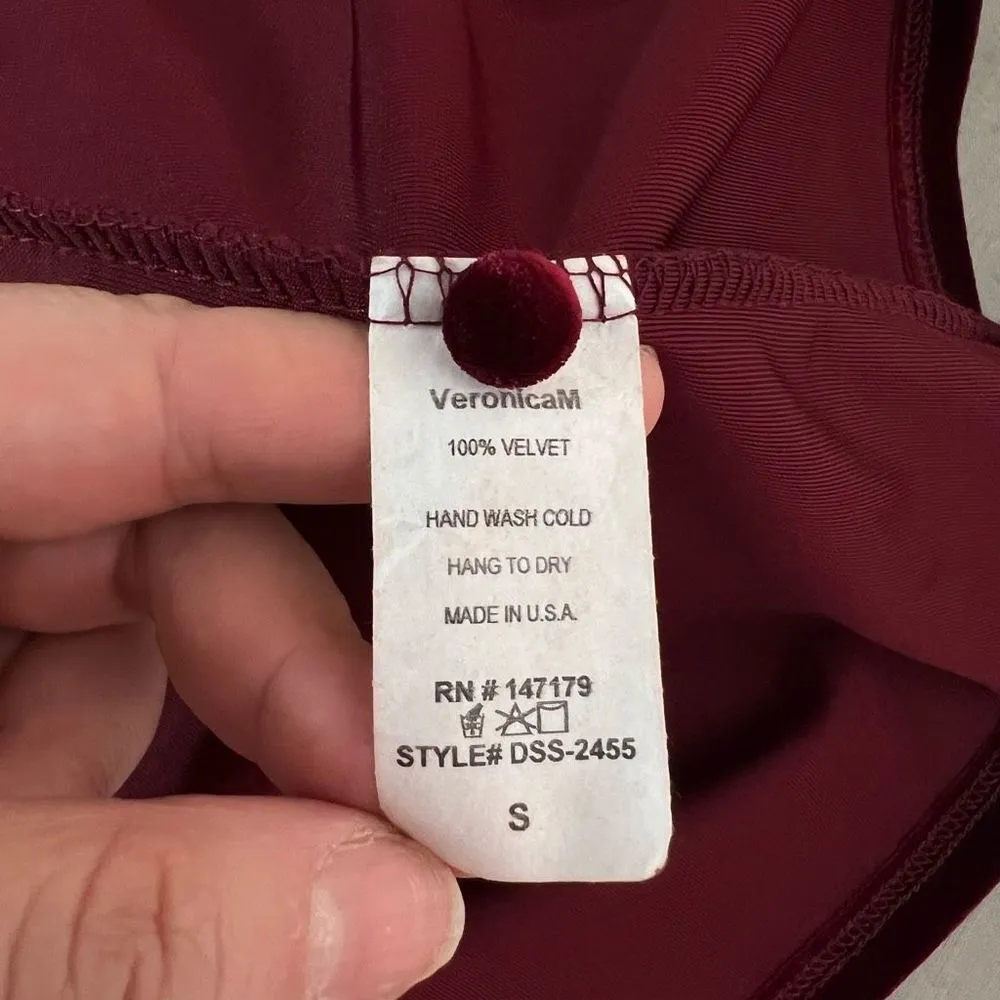 VeronicaM
100% VELVET
HAND WASH COLD
HANG TO DRY
MADE IN U.S.A.
RN # 147179
STYLE# DSS-2455
S